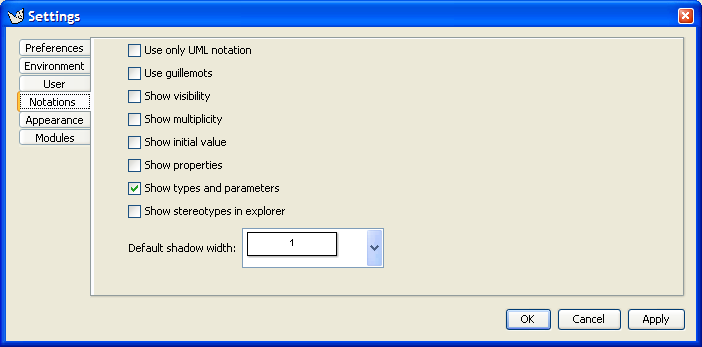 Settings
Preferences
Environment
User
Notations
Appearance
Modules
Use only UML notation
Use guillemots
Show visibility
Show multiplicity
Show initial value
Show properties
Show types and parameters
Show stereotypes in explorer
Default shadow width: 1
OK Cancel Apply